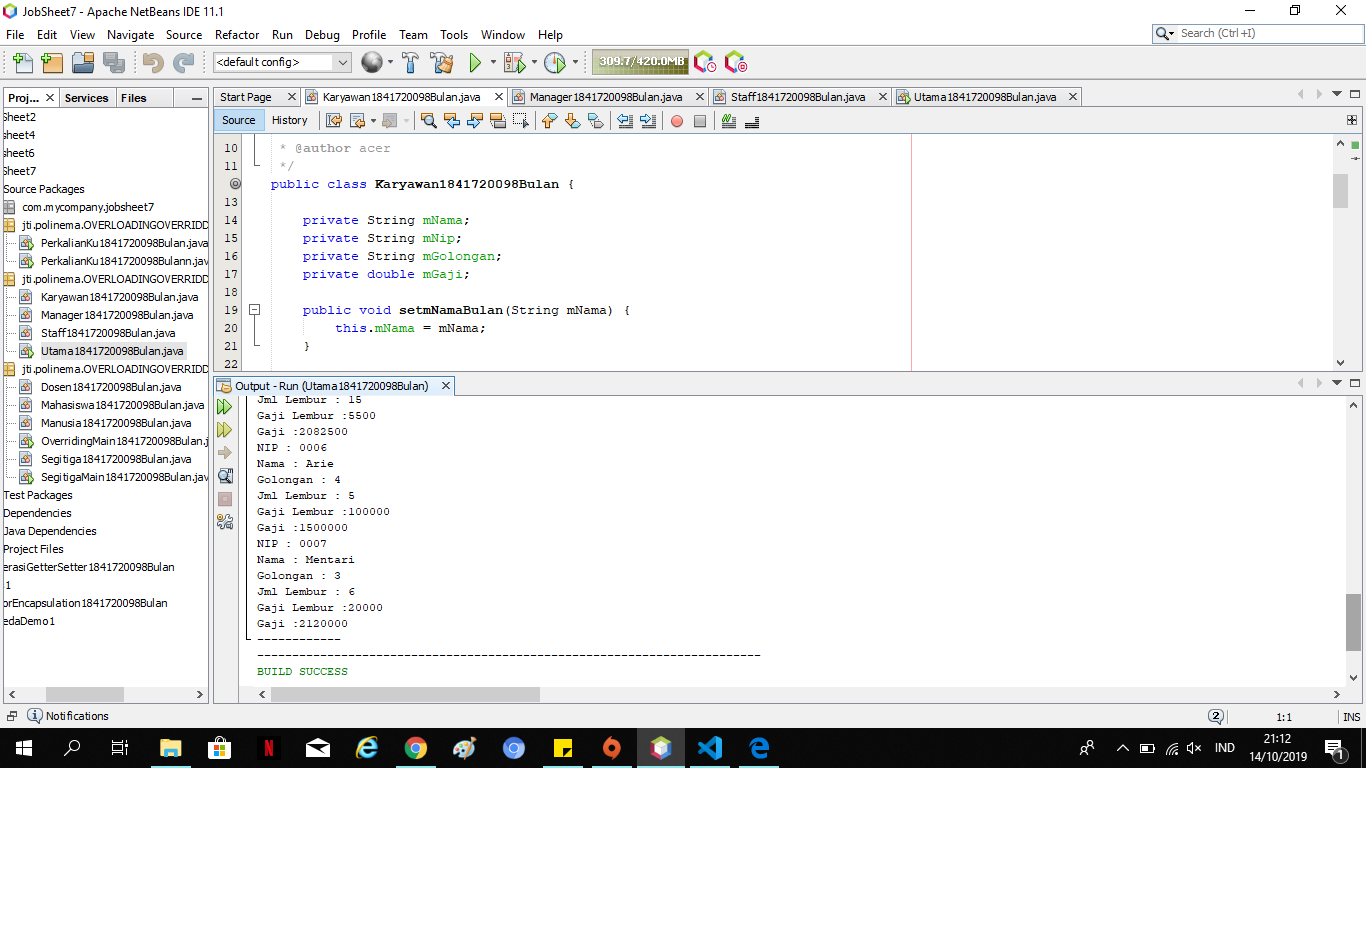 JobSheet7 - Apache NetBeans IDE 11.1
File Edit View Navigate Source Refactor Run Debug Profile Team Tools Window Help
Search (Ctrl+I)
<default config>
309.7/420.0MB
Proj... Services Files
Start Page Karyawan1841720098Bulan.java Manager1841720098Bulan.java Staff1841720098Bulan.java Utama1841720098Bulan.java
Source History
Sheet2
sheet4
sheet6
Sheet7
Source Packages
com.mycompany.jobsheet7
jti.polinema.OVERLOADINGOVERRIDD
PerkalianKu1841720098Bulan.java
PerkalianKu1841720098Bulann.jav
jti.polinema.OVERLOADINGOVERRIDD
Karyawan1841720098Bulan.java
Manager1841720098Bulan.java
Staff1841720098Bulan.java
Utama1841720098Bulan.java
jti.polinema.OVERLOADINGOVERRIDD
Dosen1841720098Bulan.java
Mahasiswa1841720098Bulan.java
Manusia1841720098Bulan.java
OverridingMain1841720098Bulan.j
Segitiga1841720098Bulan.java
SegitigaMain1841720098Bulan.jav
Test Packages
Dependencies
Java Dependencies
Project Files
erasiGetterSetter1841720098Bulan
1
orEncapsulation1841720098Bulan
edaDemo1
10 * @author acer
11 */
public class Karyawan1841720098Bulan {
13
14 private String mNama;
15 private String mNip;
16 private String mGolongan;
17 private double mGaji;
18
19 public void setmNamaBulan(String mNama) {
20 this.mNama = mNama;
21 }
22
Output - Run (Utama1841720098Bulan)
Jml Lembur : 15
Gaji Lembur :5500
Gaji :2082500
NIP : 0006
Nama : Arie
Golongan : 4
Jml Lembur : 5
Gaji Lembur :100000
Gaji :1500000
NIP : 0007
Nama : Mentari
Golongan : 3
Jml Lembur : 6
Gaji Lembur :20000
Gaji :2120000
------------
------------------------------------------------------------------------
BUILD SUCCESS
Notifications
2
1:1
INS
IND
21:12
14/10/2019
1